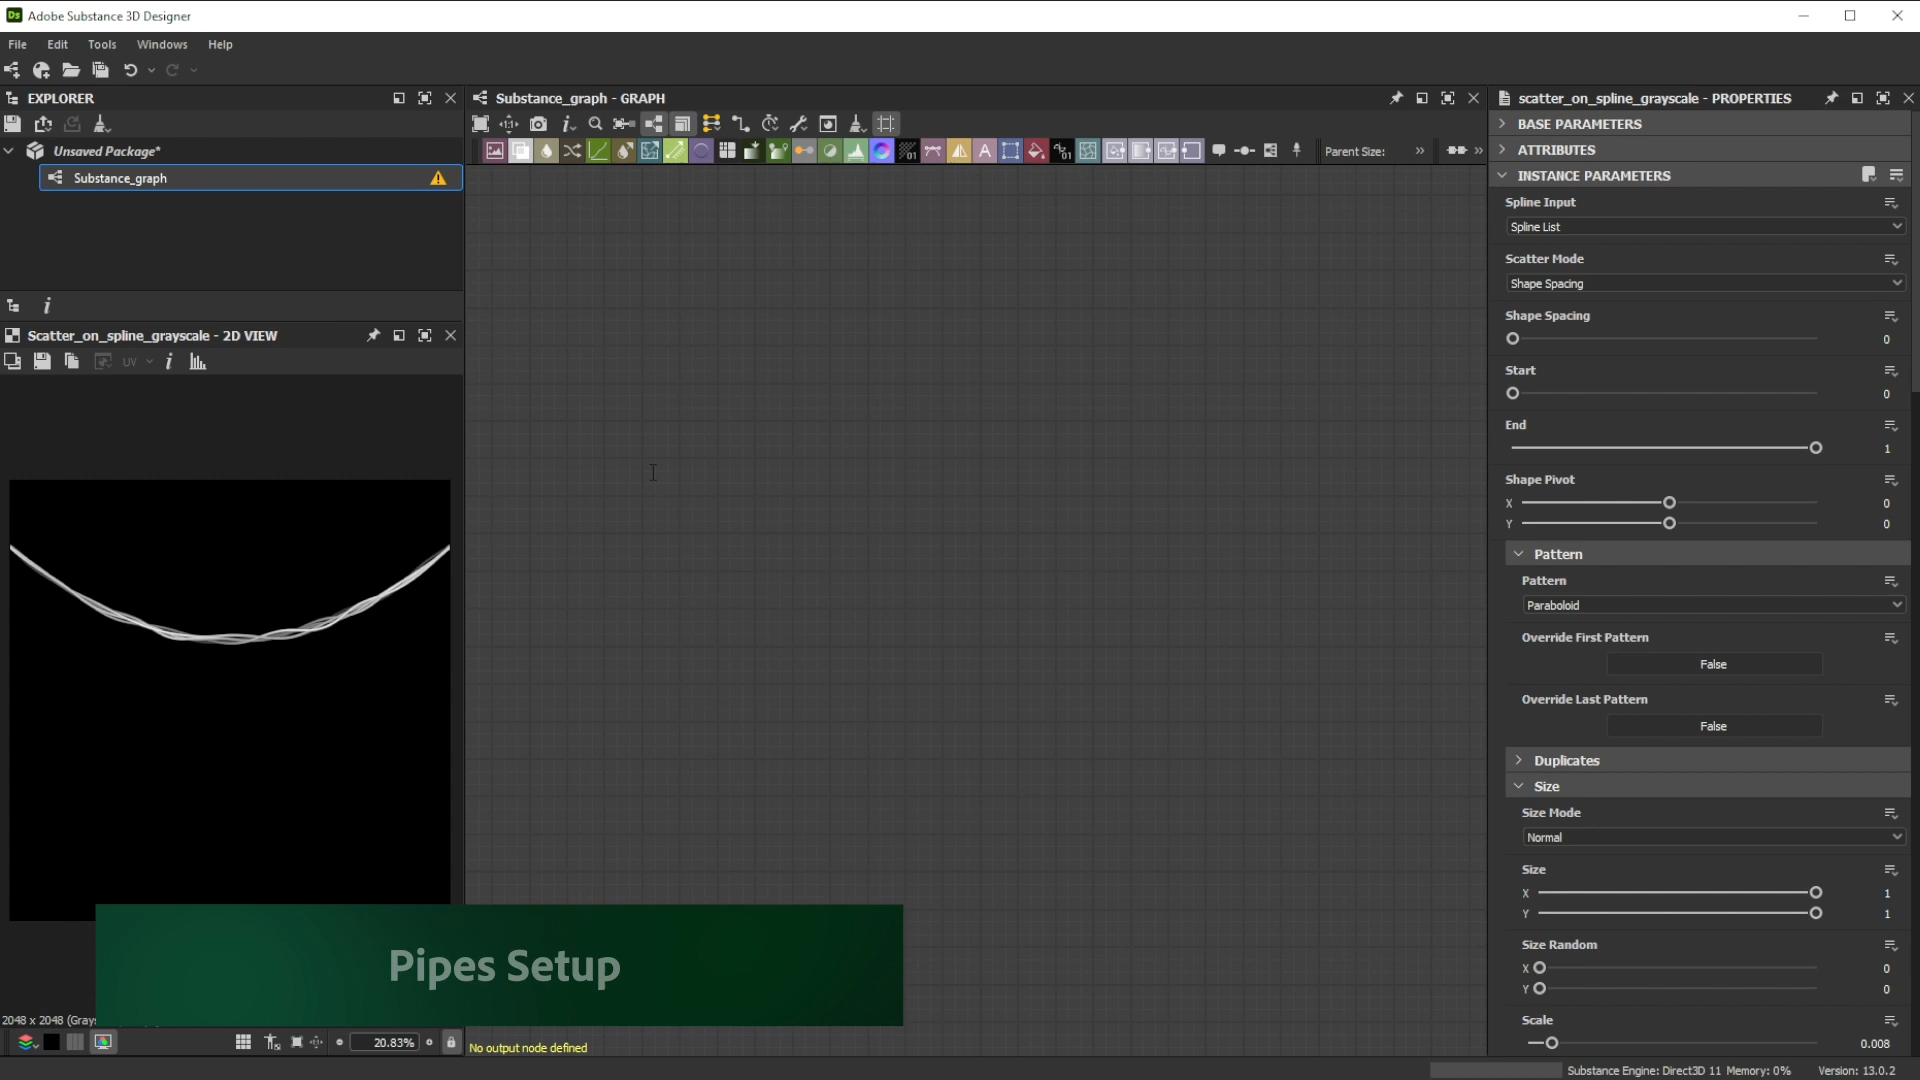 Adobe Substance 3D Designer
File Edit Tools Windows Help
EXPLORER
Unsaved Package*
Substance_graph
Scatter_on_spline_grayscale - 2D VIEW
UV
2048 x 2048 (Gray
20.83%
Substance_graph - GRAPH
Parent Size:
No output node defined
Pipes Setup
scatter_on_spline_grayscale - PROPERTIES
BASE PARAMETERS
ATTRIBUTES
INSTANCE PARAMETERS
Spline Input
Spline List
Scatter Mode
Shape Spacing
Shape Spacing
0
Start
0
End
1
Shape Pivot
X 0
Y 0
Pattern
Pattern
Paraboloid
Override First Pattern
False
Override Last Pattern
False
Duplicates
Size
Size Mode
Normal
Size
X 1
Y 1
Size Random
X 0
Y 0
Scale
0.008
Substance Engine: Direct3D 11 Memory: 0% Version: 13.0.2